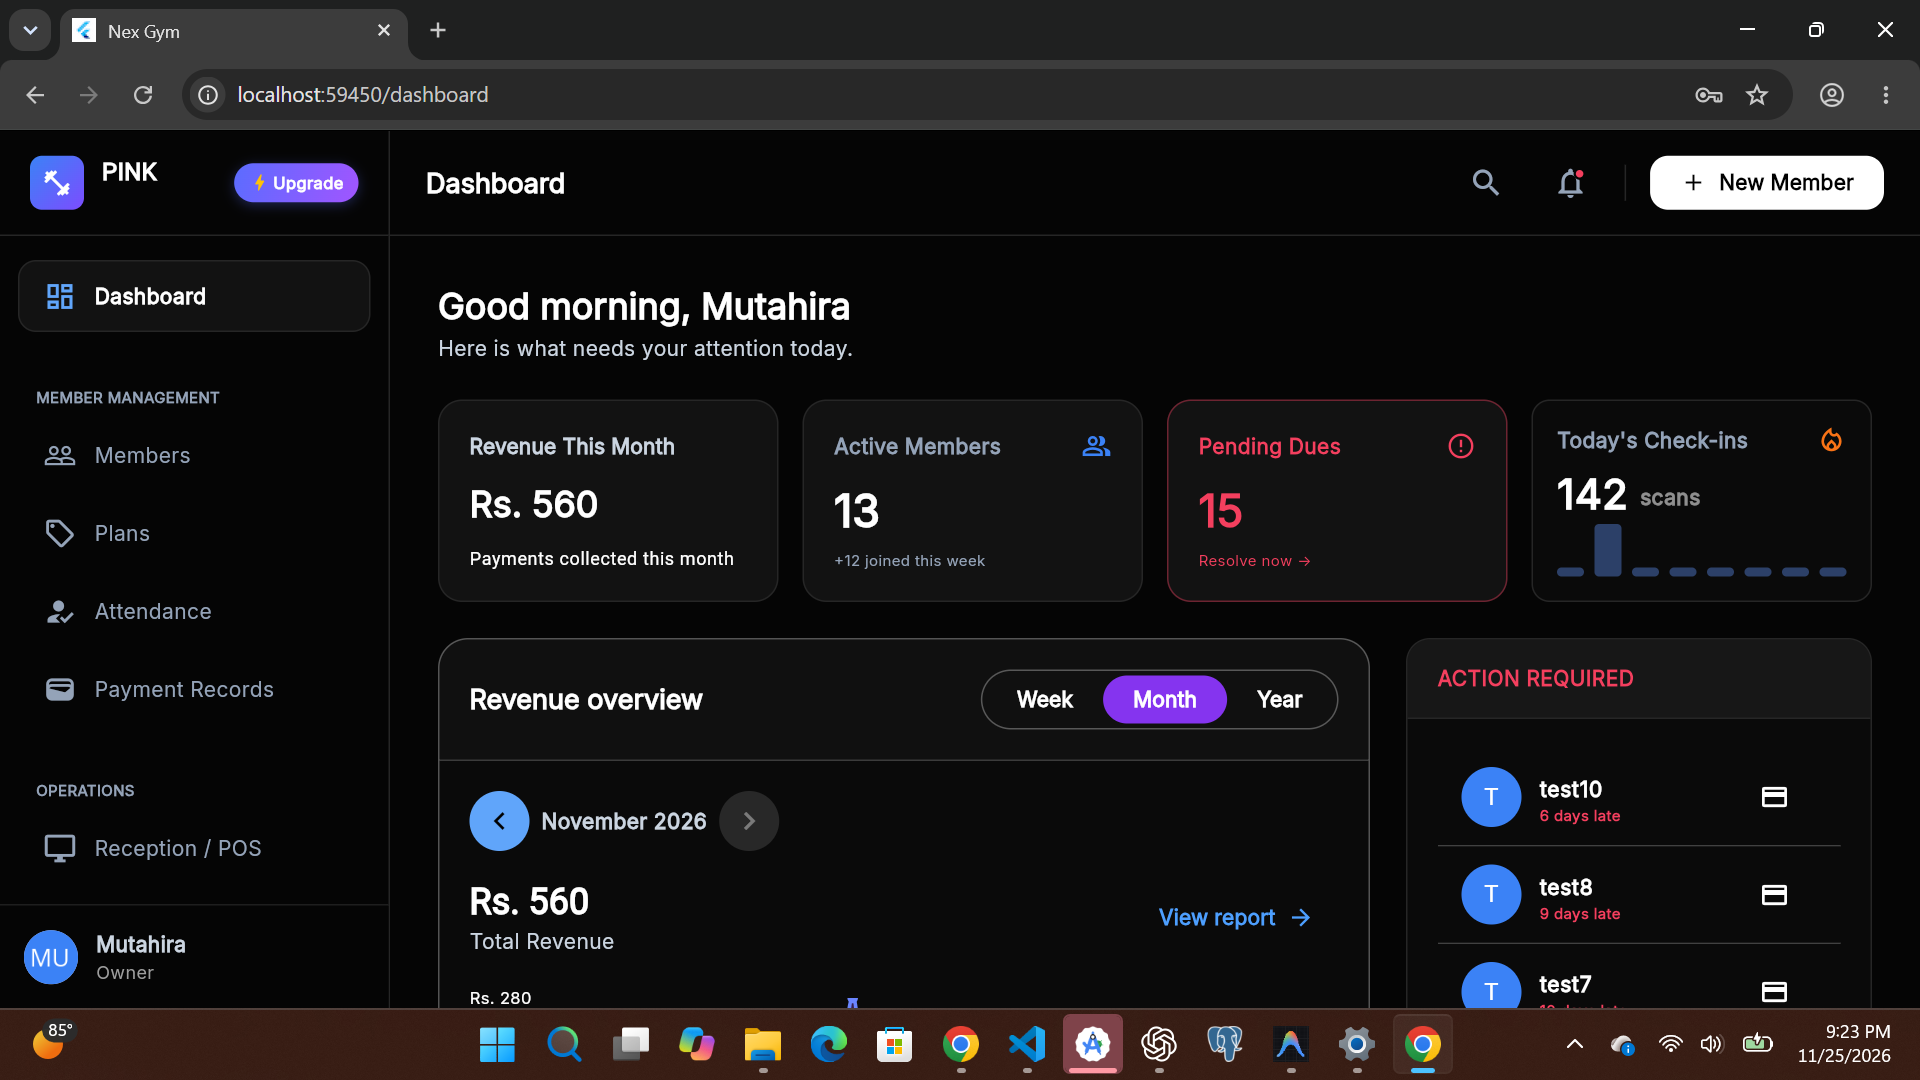 Nex Gym
localhost:59450/dashboard
PINK
Upgrade
Dashboard
New Member
Dashboard
MEMBER MANAGEMENT
Members
Plans
Attendance
Payment Records
OPERATIONS
Reception / POS
MU
Mutahira
Owner
Good morning, Mutahira
Here is what needs your attention today.
Revenue This Month
Rs. 560
Payments collected this month
Active Members
13
+12 joined this week
Pending Dues
15
Resolve now →
Today's Check-ins
142 scans
Revenue overview
Week Month Year
November 2026
Rs. 560
Total Revenue
View report →
Rs. 280
ACTION REQUIRED
T
test10
6 days late
T
test8
9 days late
T
test7
85°
9:23 PM
11/25/2026